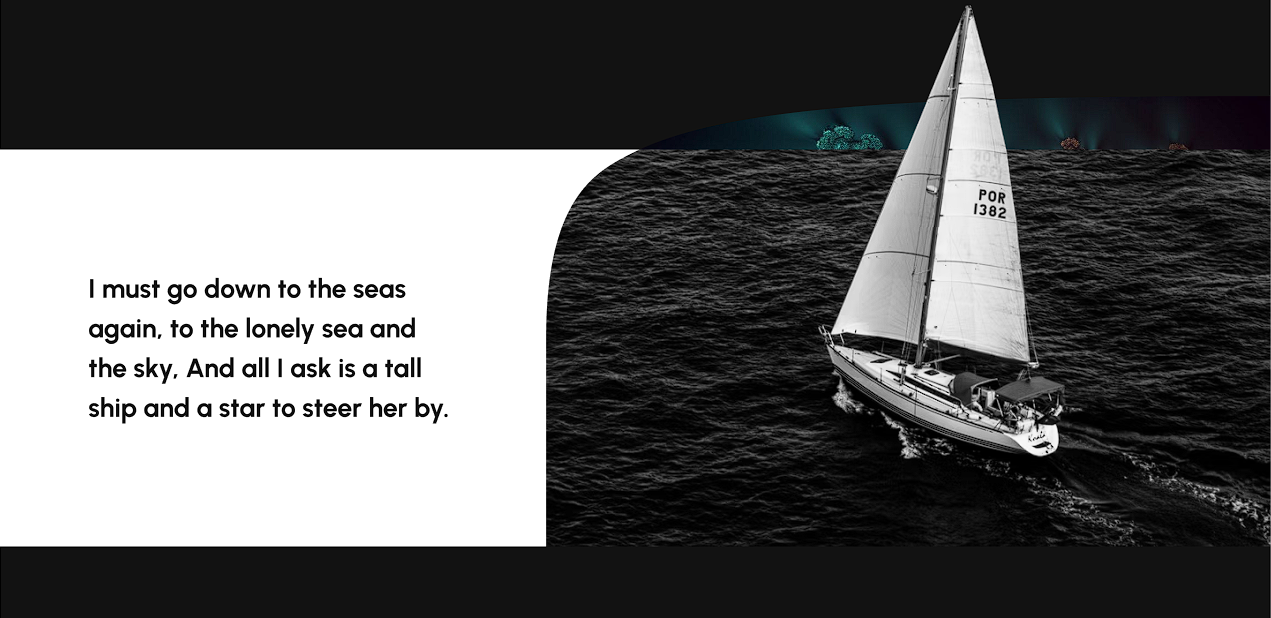 I must go down to the seas
again, to the lonely sea and
the sky, And all I ask is a tall
ship and a star to steer her by.
POR
1382